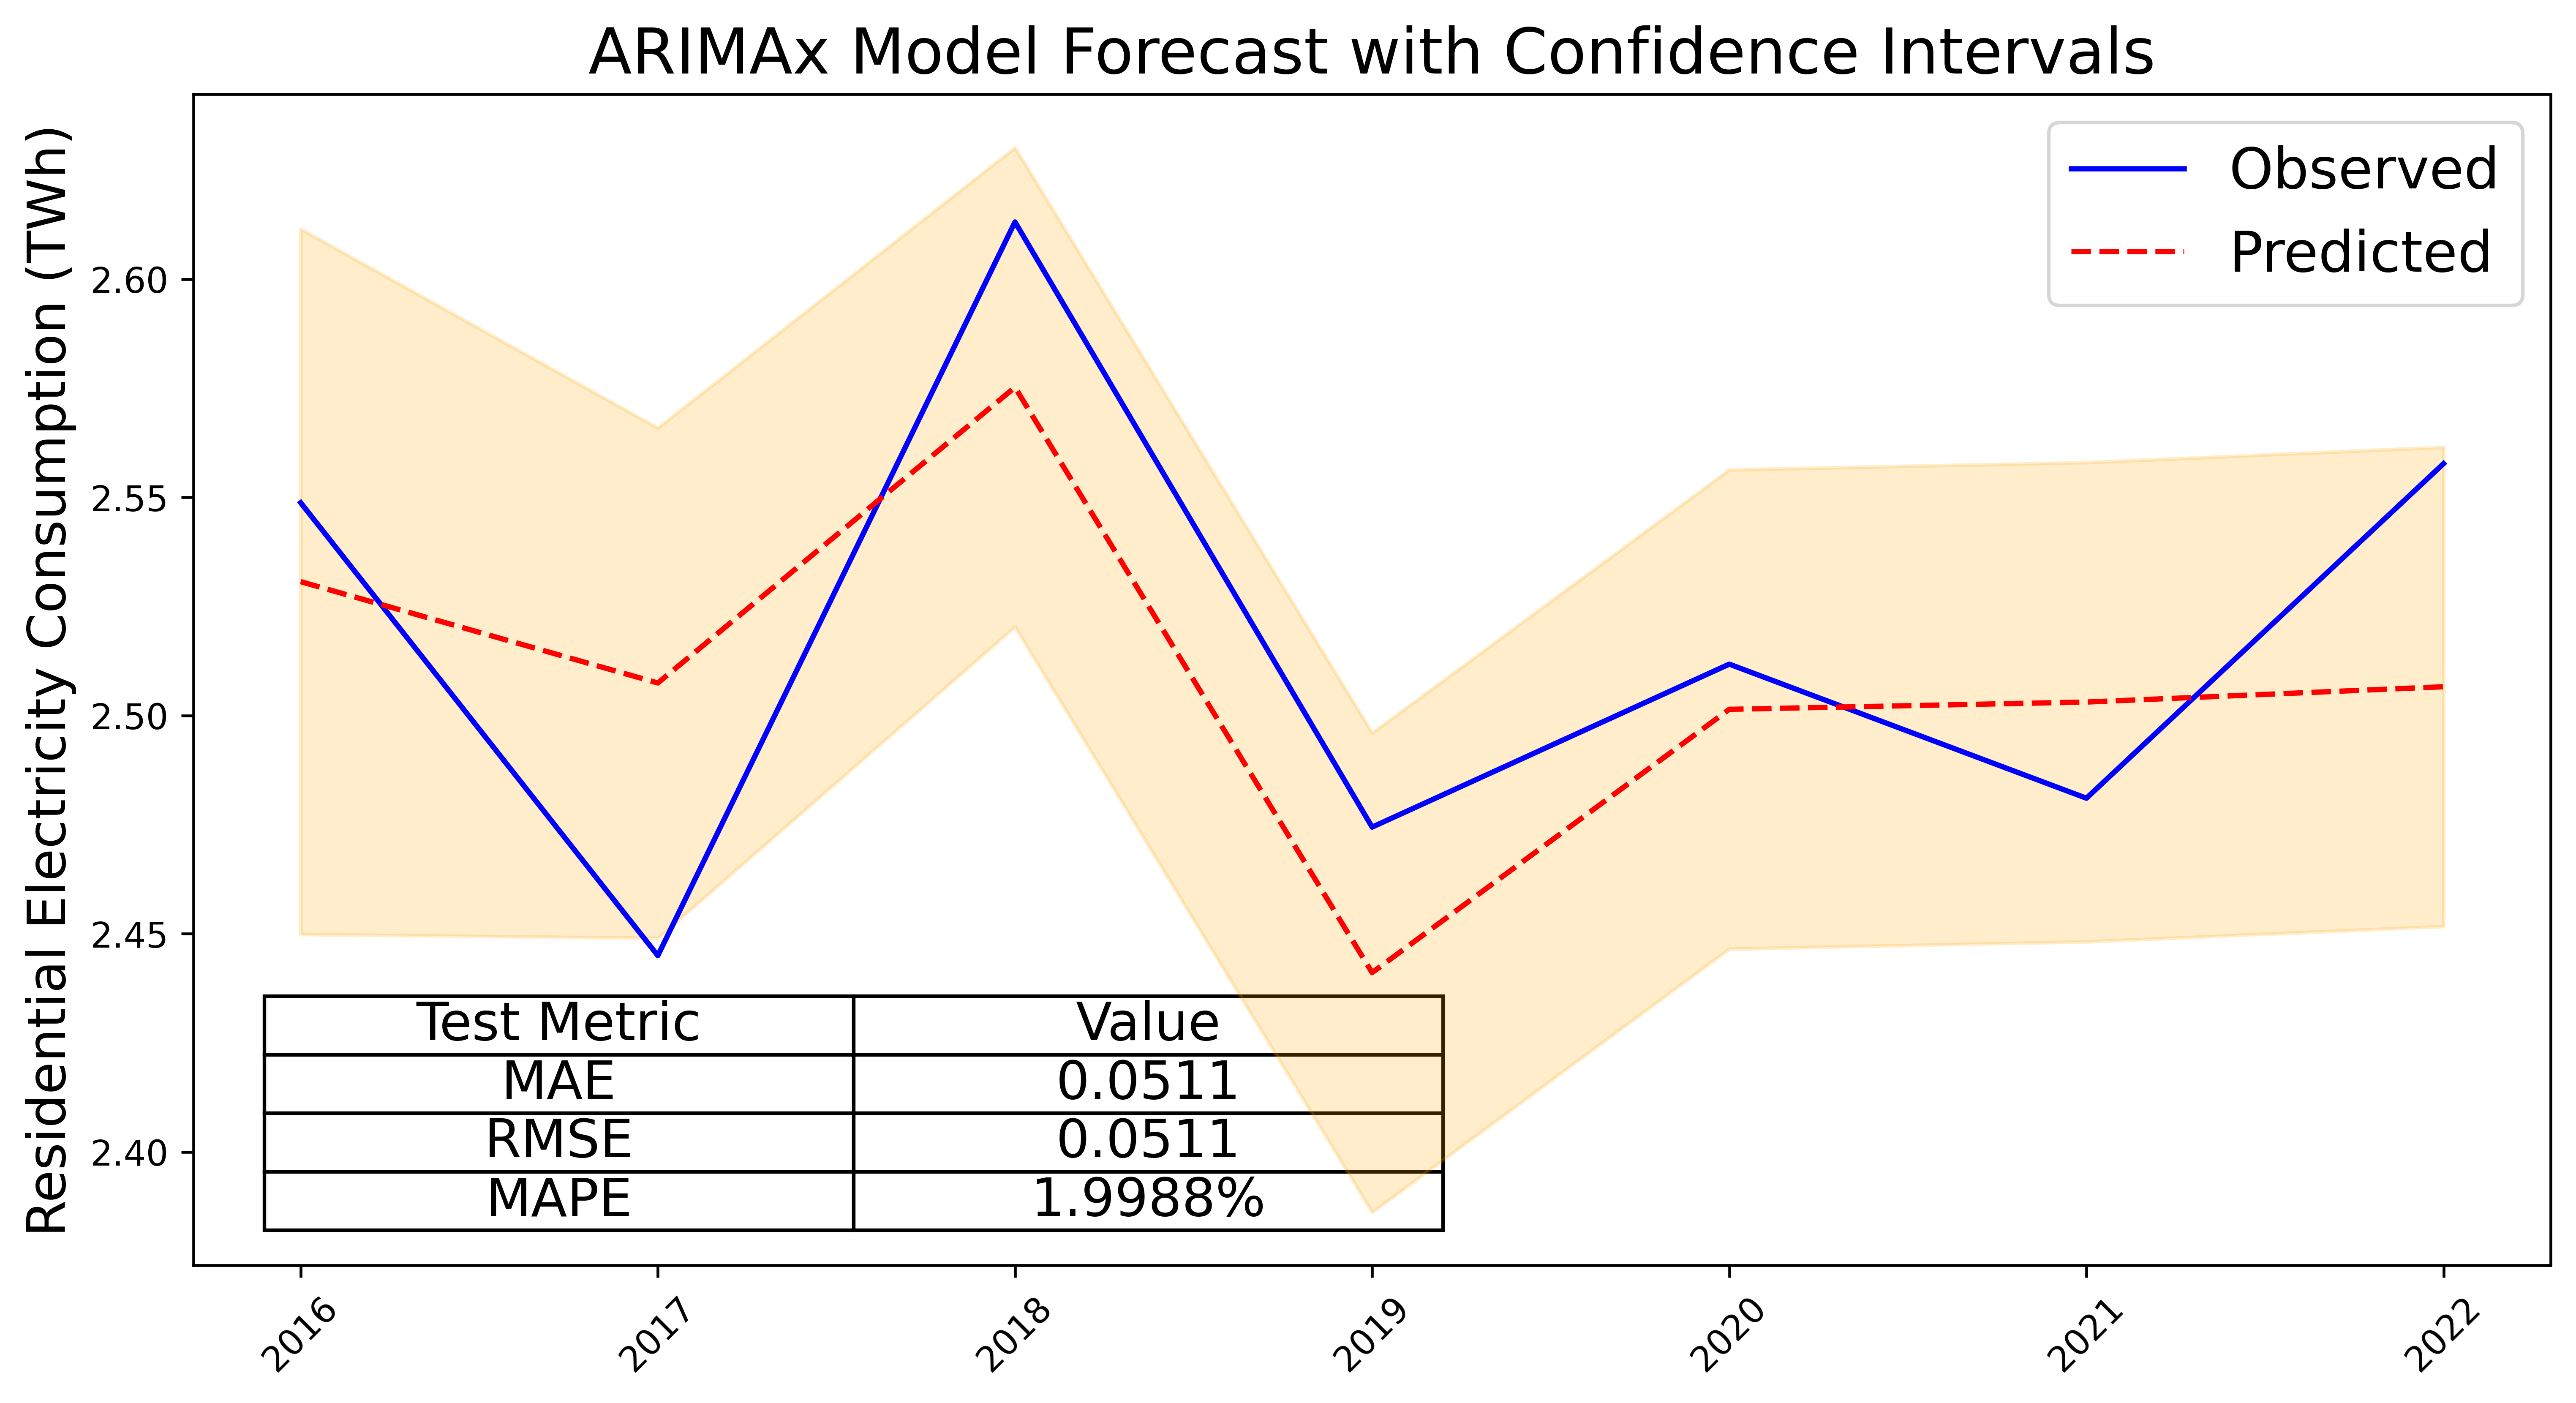 ARIMAx Model Forecast with Confidence Intervals
Residential Electricity Consumption (TWh)
Observed
Predicted
2.60
2.55
2.50
2.45
2.40
Test Metric Value
MAE 0.0511
RMSE 0.0511
MAPE 1.9988%
2016 2017 2018 2019 2020 2021 2022